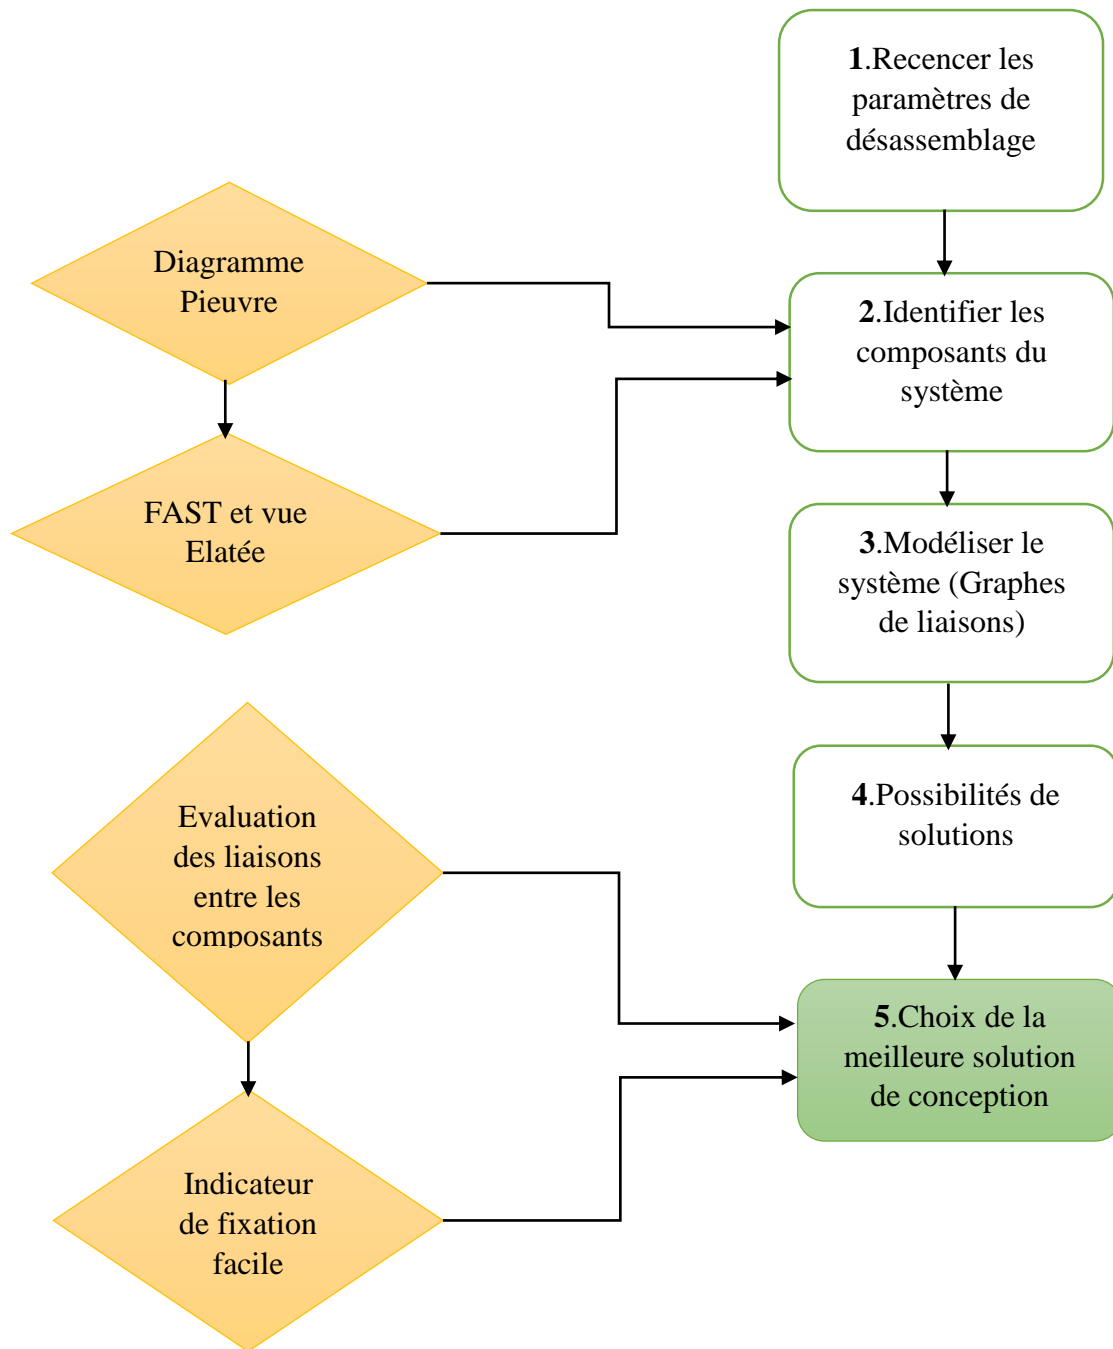 1.Recencer les
paramètres de
désassemblage
Diagramme
Pieuvre
2.Identifier les
composants du
système
FAST et vue
Elatée
3.Modéliser le
système (Graphes
de liaisons)
4.Possibilités de
solutions
Evaluation
des liaisons
entre les
composants
5.Choix de la
meilleure solution
de conception
Indicateur
de fixation
facile